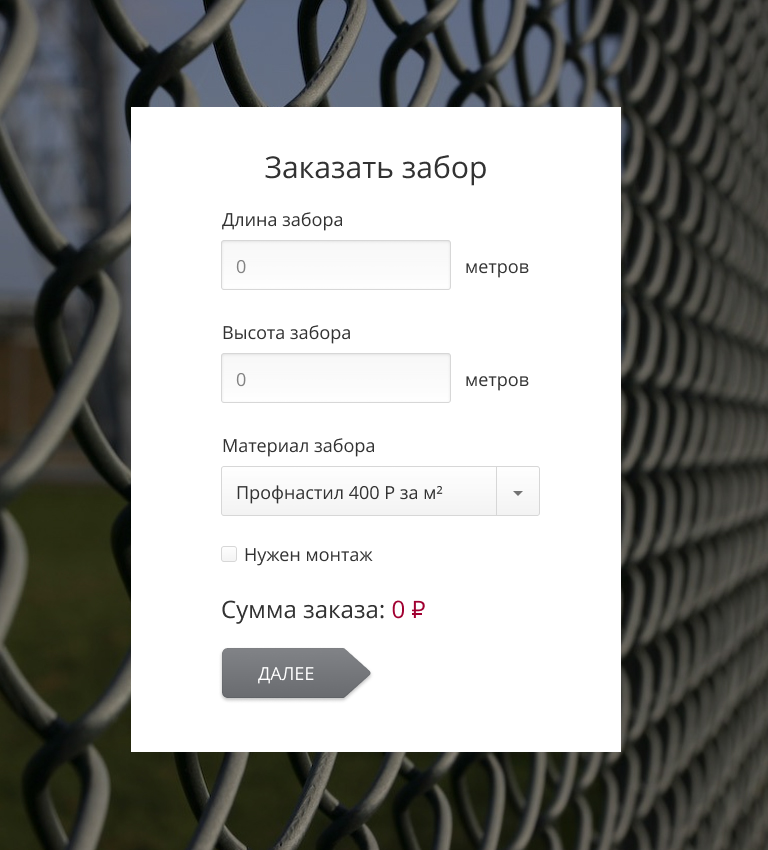 Заказать забор
Длина забора
0 метров
Высота забора
0 метров
Материал забора
Профнастил 400 Р за м²
Нужен монтаж
Сумма заказа: 0 ₽
ДАЛЕЕ